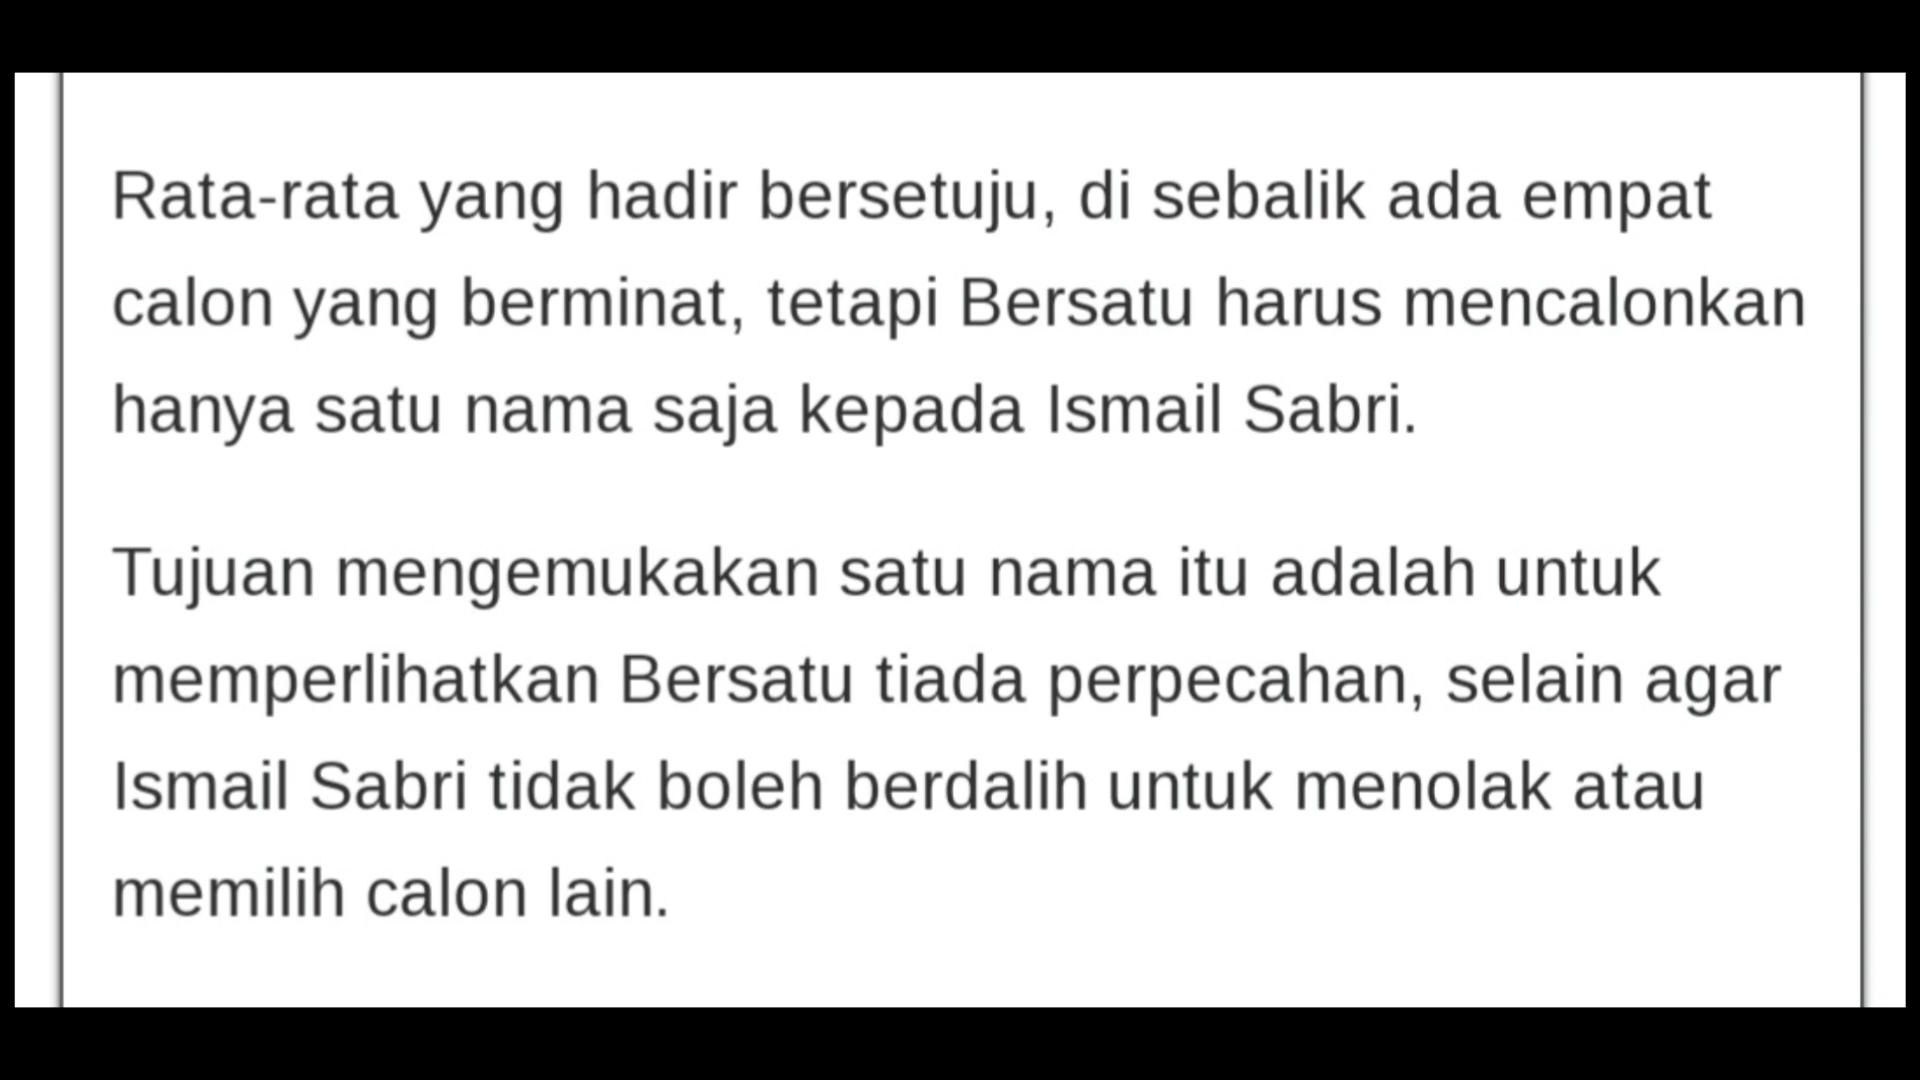 Rata-rata yang hadir bersetuju, di sebalik ada empat
calon yang berminat, tetapi Bersatu harus mencalonkan
hanya satu nama saja kepada Ismail Sabri.
Tujuan mengemukakan satu nama itu adalah untuk
memperlihatkan Bersatu tiada perpecahan, selain agar
Ismail Sabri tidak boleh berdalih untuk menolak atau
memilih calon lain.